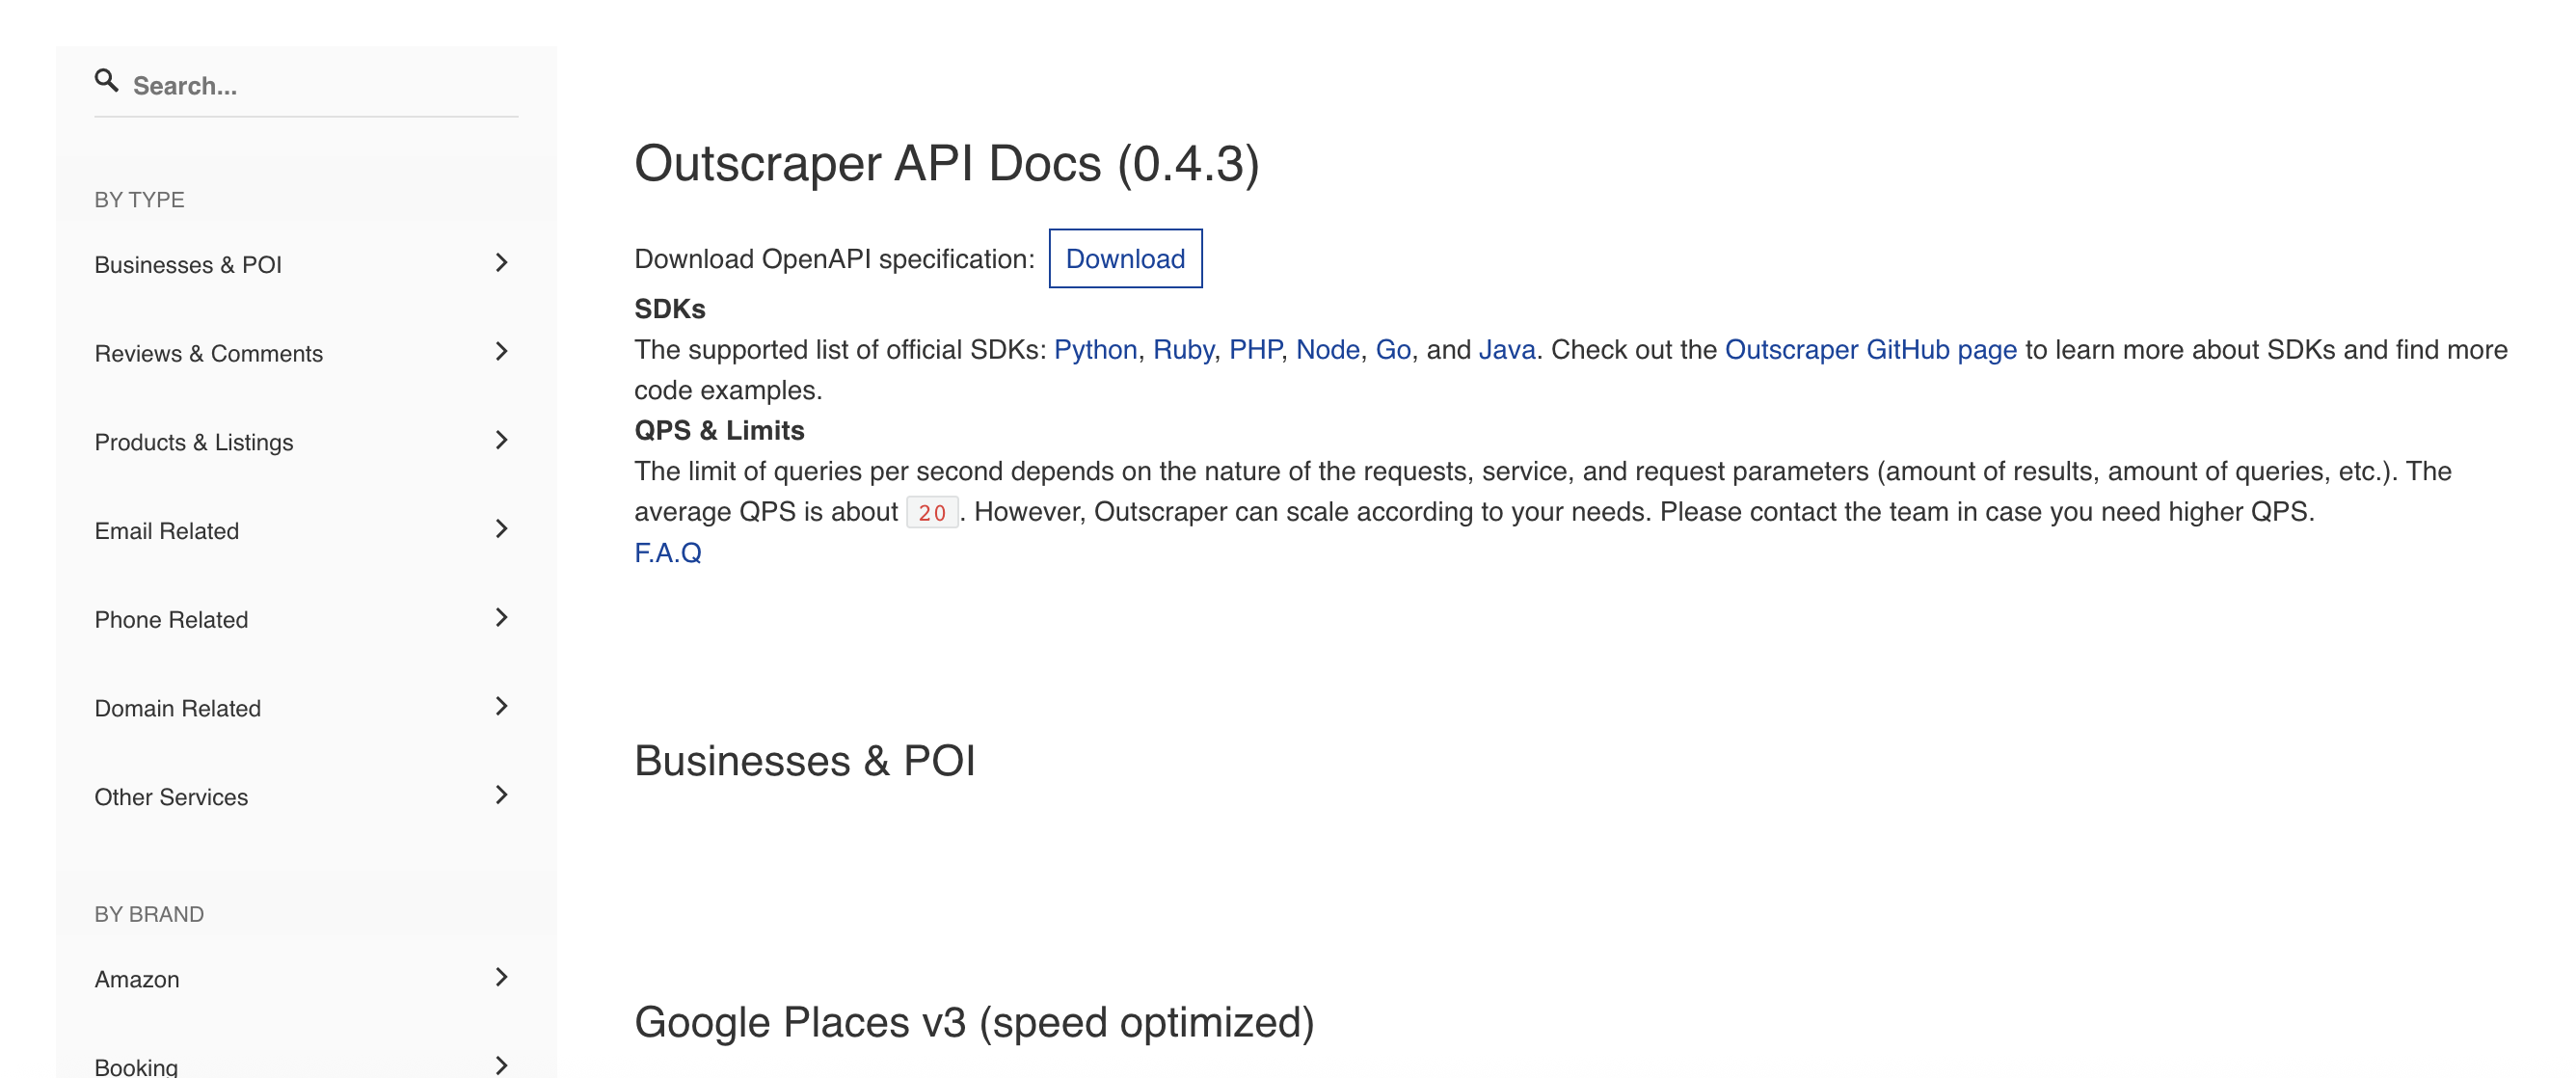 Search...
BY TYPE
Businesses & POI
Reviews & Comments
Products & Listings
Email Related
Phone Related
Domain Related
Other Services
BY BRAND
Amazon
Booking
Outscraper API Docs (0.4.3)
Download OpenAPI specification: Download
SDKs
The supported list of official SDKs: Python, Ruby, PHP, Node, Go, and Java. Check out the Outscraper GitHub page to learn more about SDKs and find more
code examples.
QPS & Limits
The limit of queries per second depends on the nature of the requests, service, and request parameters (amount of results, amount of queries, etc.). The
average QPS is about 20. However, Outscraper can scale according to your needs. Please contact the team in case you need higher QPS.
F.A.Q
Businesses & POI
Google Places v3 (speed optimized)